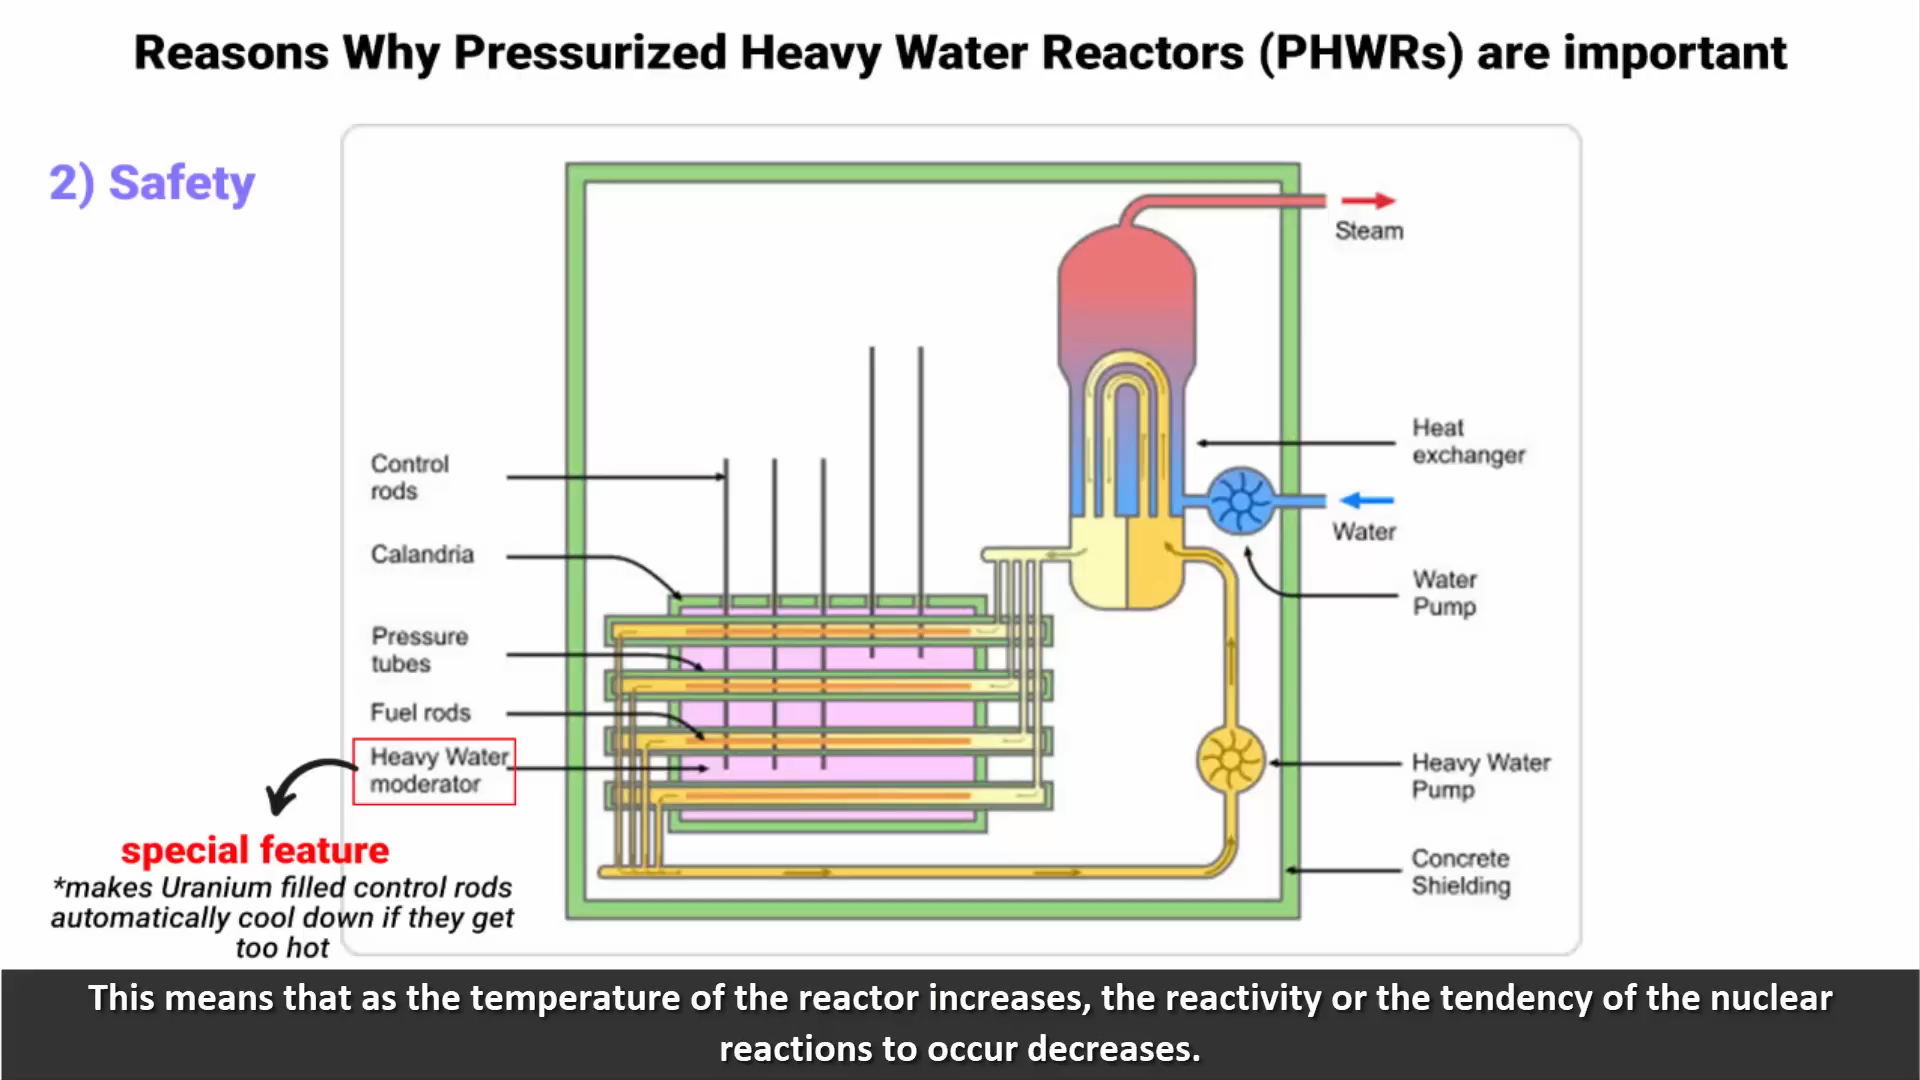 Reasons Why Pressurized Heavy Water Reactors (PHWRs) are important
2) Safety
Steam
Heat
exchanger
Water
Water
Pump
Control
rods
Calandria
Pressure
tubes
Fuel rods
Heavy Water
moderator
Heavy Water
Pump
Concrete
Shielding
special feature
*makes Uranium filled control rods
automatically cool down if they get
too hot
This means that as the temperature of the reactor increases, the reactivity or the tendency of the nuclear
reactions to occur decreases.